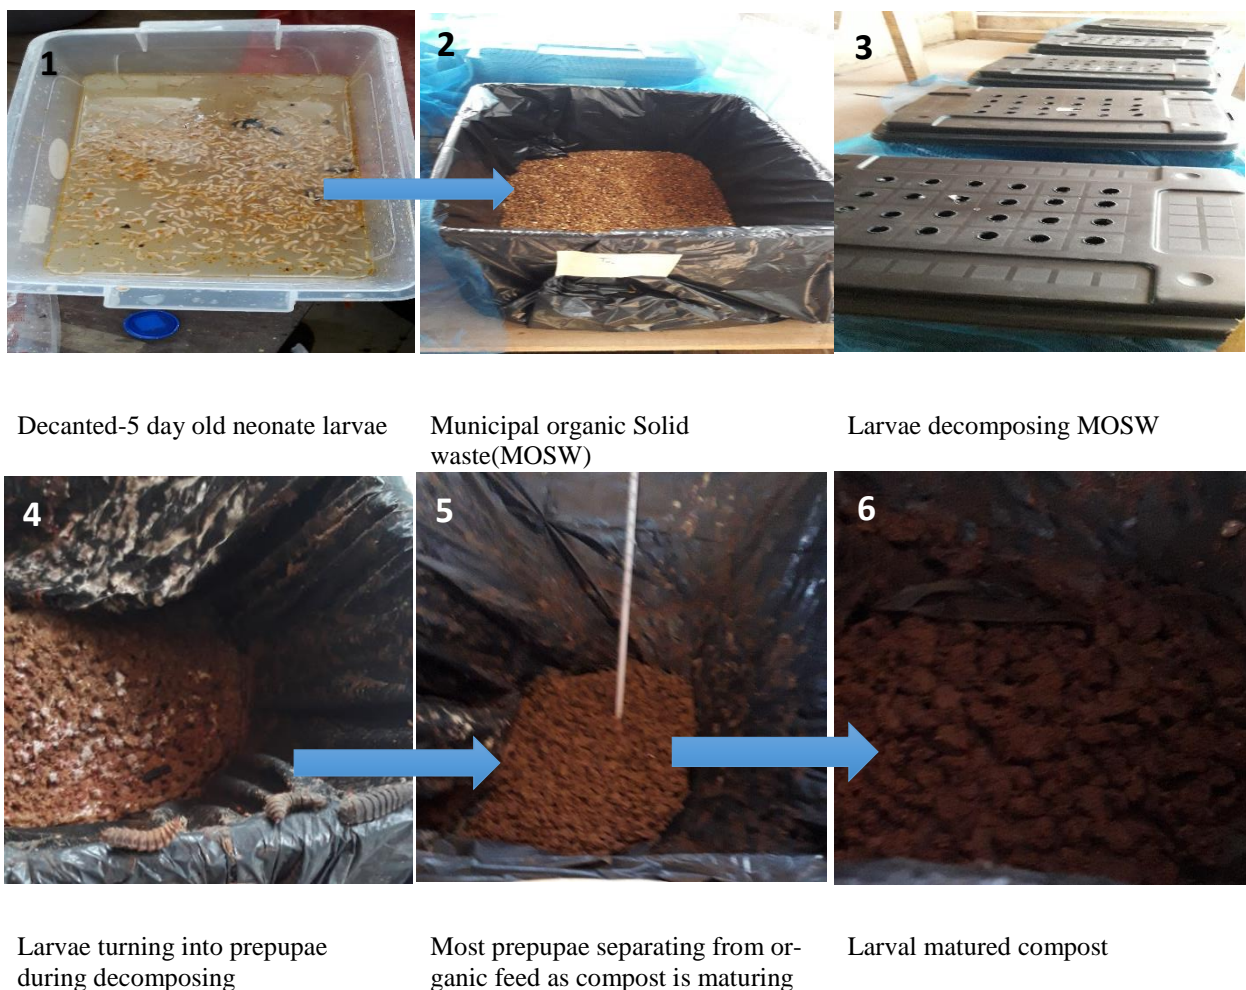 1
2
3
Decanted-5 day old neonate larvae
Municipal organic Solid
waste(MOSW)
Larvae decomposing MOSW
4
5
6
Larvae turning into prepupae
during decomposing
Most prepupae separating from or-
ganic feed as compost is maturing
Larval matured compost